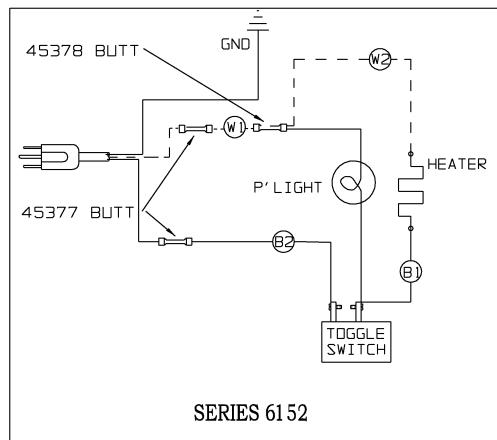 45378 BUTT
GND
W2
W1
HEATER
P'LIGHT
45377 BUTT
B2
B1
TOGGLE
SWITCH
SERIES 6152